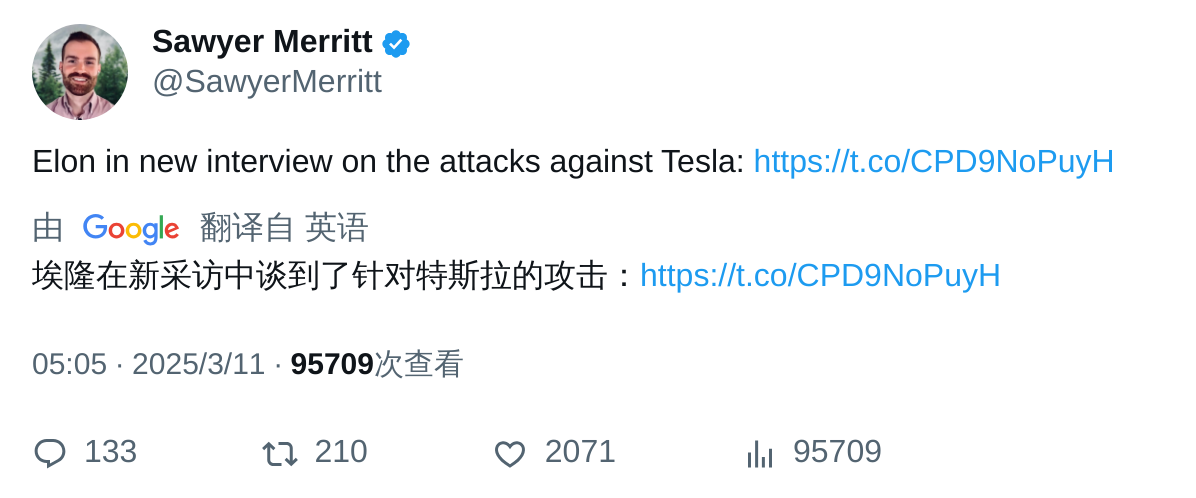 Sawyer Merritt
@SawyerMerritt
Elon in new interview on the attacks against Tesla: https://t.co/CPD9NoPuyH
由 Google 翻译自 英语
埃隆在新采访中谈到了针对特斯拉的攻击：https://t.co/CPD9NoPuyH
05:05 · 2025/3/11 · 95709次查看
133 210 2071 95709